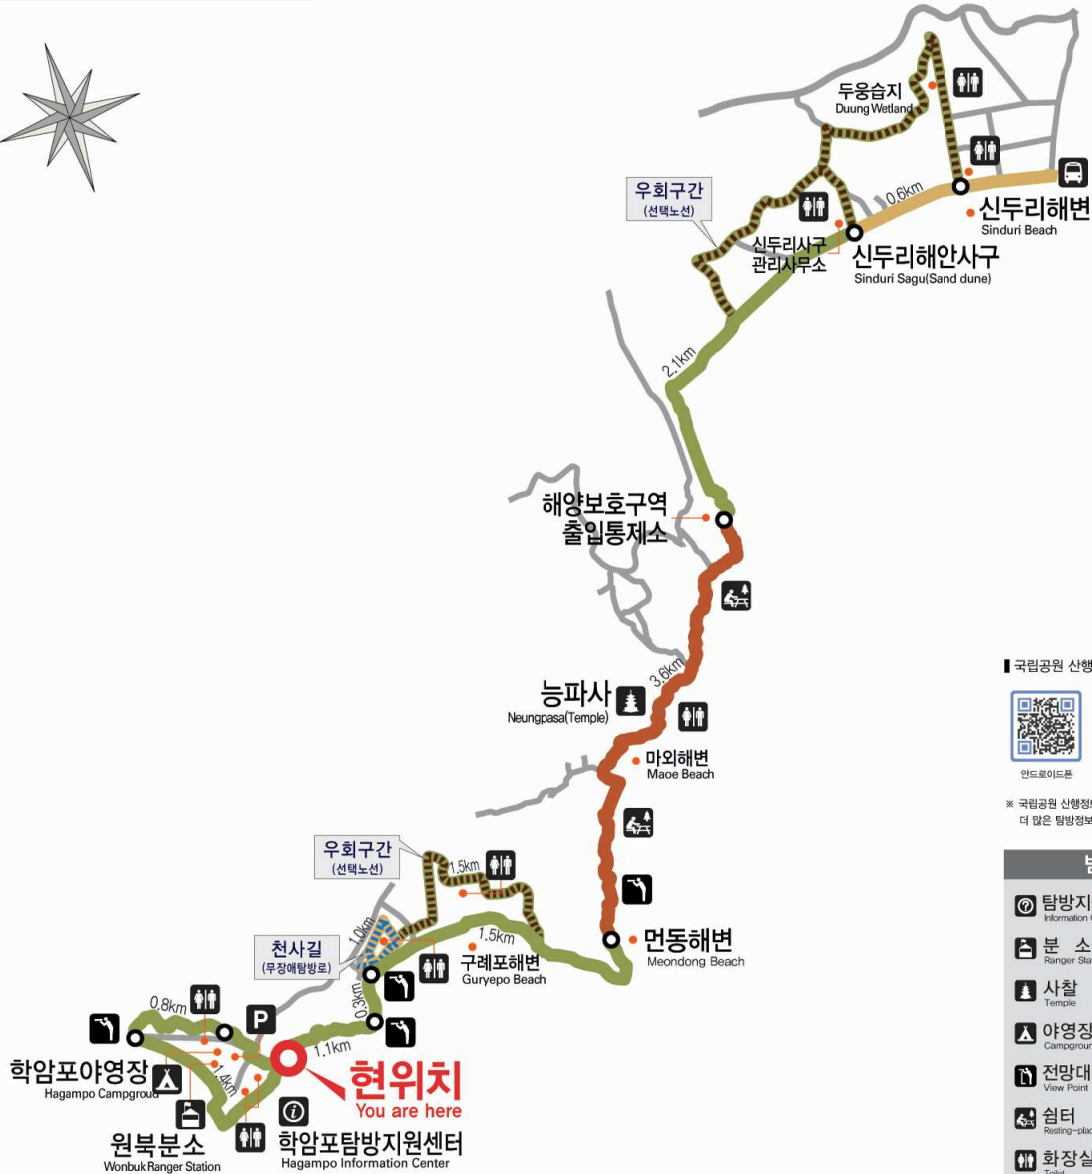 두웅습지
Duung Wetland
우회구간
(선택노선)
0.6km
신두리해변
Sinduri Beach
신두리사구
관리사무소
신두리해안사구
Sinduri Sagu(Sand dune)
2.1km
해양보호구역
출입통제소
3.6km
능파사
Neungpasa(Temple)
마외해변
Maoe Beach
국립공원 산행
안드로이드폰
※ 국립공원 산행정보
더 많은 탐방정보
우회구간
(선택노선)
1.5km
1.0km
천사길
(무장애탐방로)
1.5km
구례포해변
Guryepo Beach
먼동해변
Meondong Beach
0.3km
0.8km
P
1.1km
1.4km
학암포야영장
Hagampo Campgroud
현위치
You are here
원북분소
Wonbuk Ranger Station
학암포탐방지원센터
Hagampo Information Center
탐방지
Information
분 소
Ranger Sta
사찰
Temple
야영장
Campgroun
전망대
View Point
쉼터
Resting-plac
화장실
Toilet